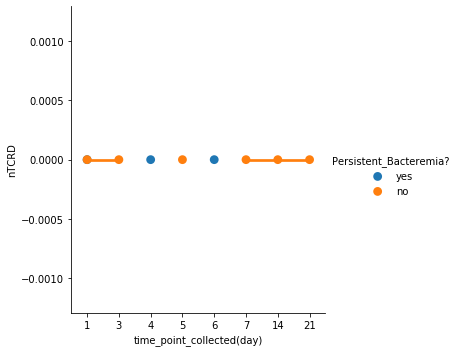 0.0010
0.0005
0.0000
−0.0005
−0.0010
nTCRD
1 3 4 5 6 7 14 21
time_point_collected(day)
Persistent_Bacteremia?
yes
no